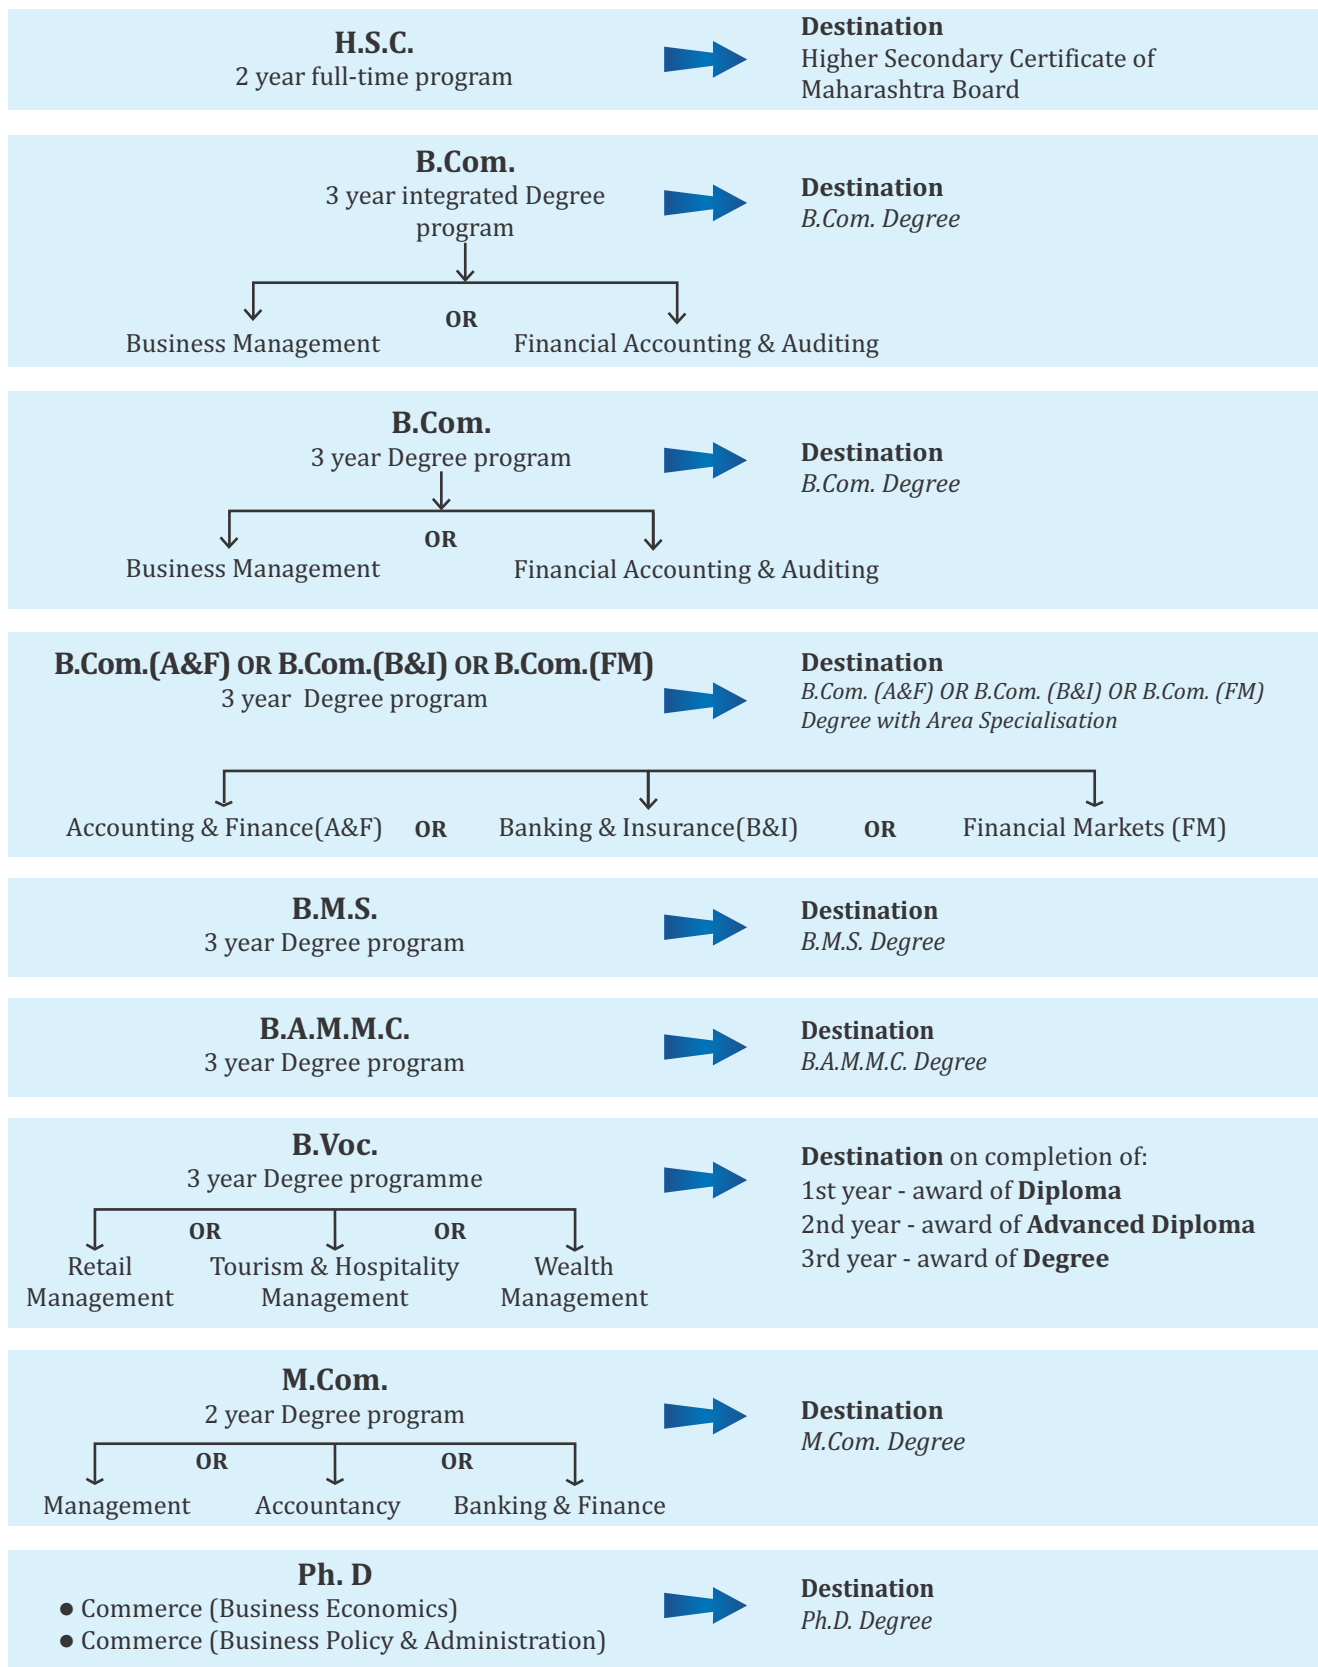 H.S.C.
2 year full-time program
Destination
Higher Secondary Certificate of
Maharashtra Board
B.Com.
3 year integrated Degree
program
Destination
B.Com. Degree
OR
Business Management
Financial Accounting & Auditing
B.Com.
3 year Degree program
Destination
B.Com. Degree
OR
Business Management
Financial Accounting & Auditing
B.Com.(A&F) OR B.Com.(B&I) OR B.Com.(FM)
3 year Degree program
Destination
B.Com. (A&F) OR B.Com. (B&I) OR B.Com. (FM)
Degree with Area Specialisation
Accounting & Finance(A&F) OR Banking & Insurance(B&I) OR Financial Markets (FM)
B.M.S.
3 year Degree program
Destination
B.M.S. Degree
B.A.M.M.C.
3 year Degree program
Destination
B.A.M.M.C. Degree
B.Voc.
3 year Degree programme
OR
OR
Retail
Management
Tourism & Hospitality
Management
Wealth
Management
Destination on completion of:
1st year - award of Diploma
2nd year - award of Advanced Diploma
3rd year - award of Degree
M.Com.
2 year Degree program
OR
OR
Management
Accountancy
Banking & Finance
Destination
M.Com. Degree
Ph. D
● Commerce (Business Economics)
● Commerce (Business Policy & Administration)
Destination
Ph.D. Degree